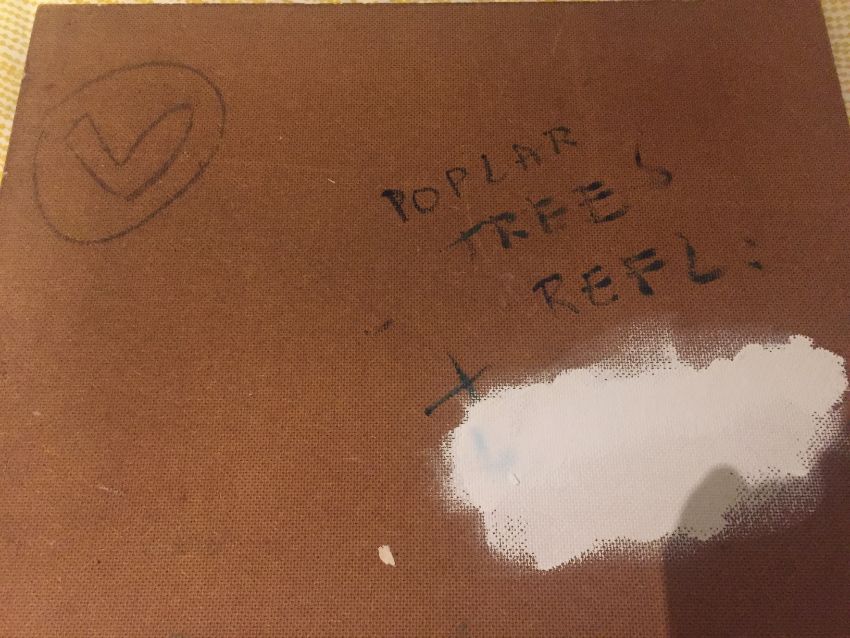 L
POPLAR
TREES
REFL:
+
L